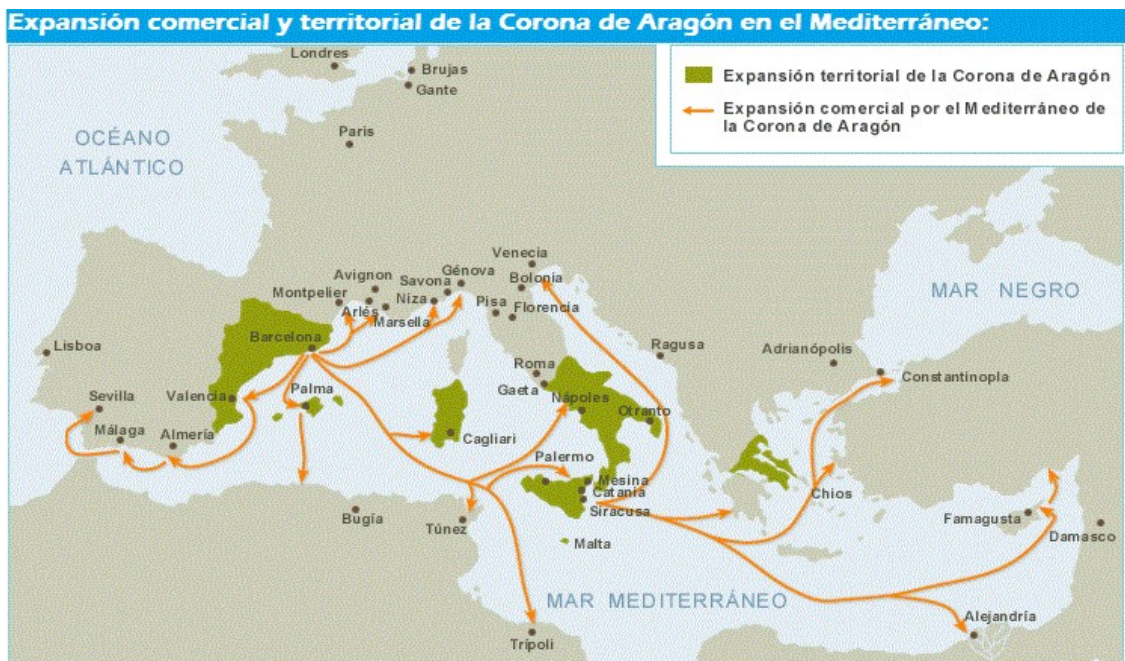 Expansión comercial y territorial de la Corona de Aragón en el Mediterráneo:
Expansión territorial de la Corona de Aragón
Expansión comercial por el Mediterráneo de
la Corona de Aragón
Londres
Brujas
Gante
Paris
OCÉANO
ATLÁNTICO
MAR NEGRO
Venecia
Bolonia
Génova
Savona
Avignon
Montpelier
Arlés
Niza
Marsella
Pisa
Florencia
Barcelona
Lisboa
Ragusa
Adrianópolis
Constantinopla
Roma
Gaeta
Nápoles
Otranto
Sevilla
Valencia
Palma
Málaga
Almería
Cagliari
Palermo
Mesina
Catania
Siracusa
Chios
Bugía
Túnez
Malta
Famagusta
Damasco
MAR MEDITERRÁNEO
Trípoli
Alejandría